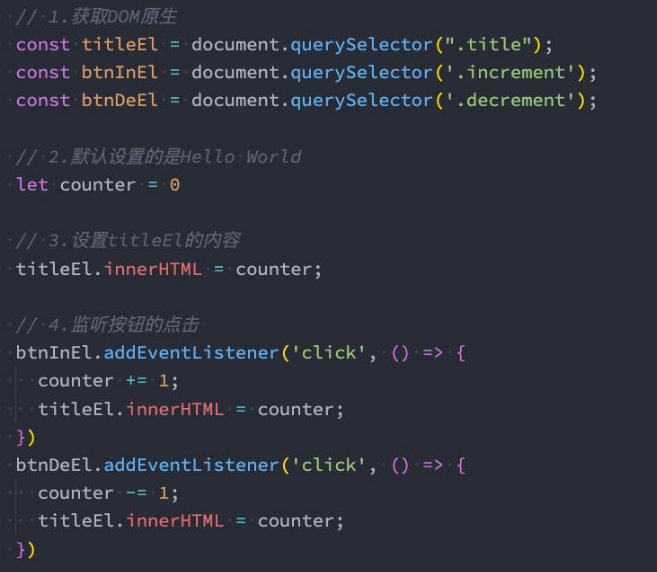 // 1.获取DOM原生
const titleEl = document.querySelector(".title");
const btnInEl = document.querySelector('.increment');
const btnDeEl = document.querySelector('.decrement');
// 2.默认设置的是Hello World
let counter = 0
// 3.设置titleEl的内容
titleEl.innerHTML = counter;
// 4.监听按钮的点击
btnInEl.addEventListener('click', () => {
counter += 1;
titleEl.innerHTML = counter;
})
btnDeEl.addEventListener('click', () => {
counter -= 1;
titleEl.innerHTML = counter;
})